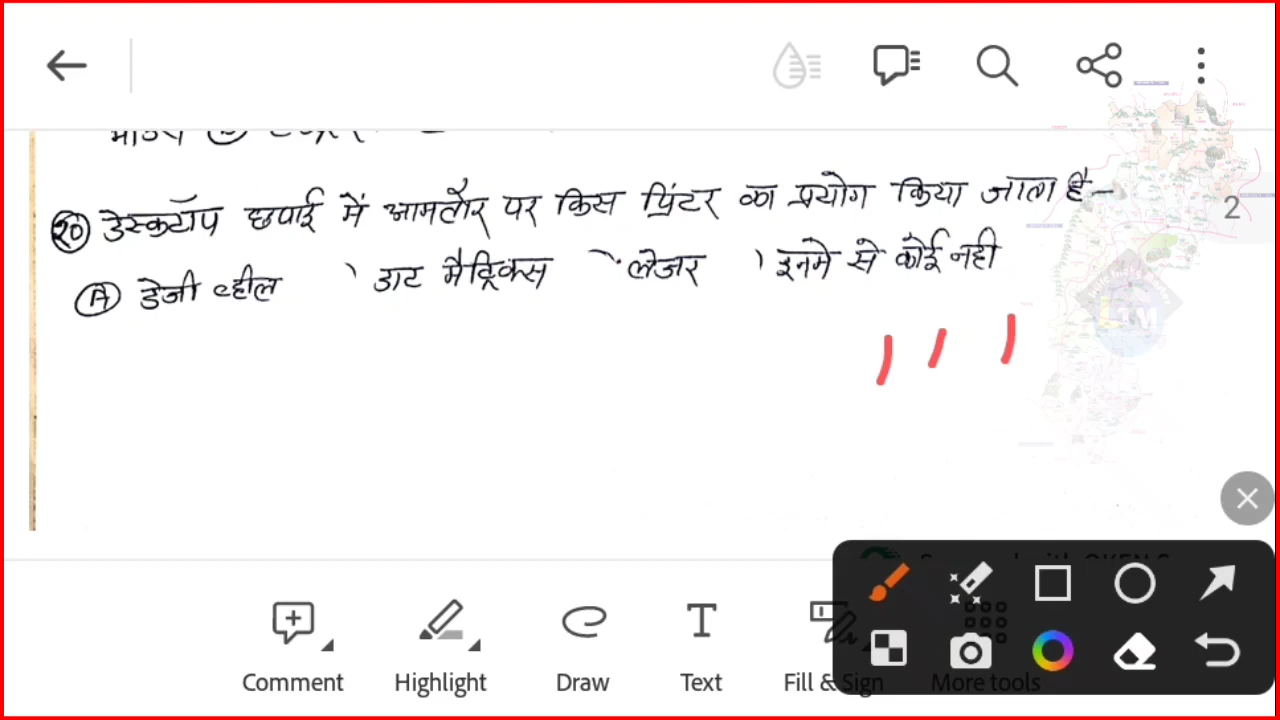 2
20 डेस्कटॉप छपाई में आमतौर पर किस प्रिंटर का प्रयोग किया जाता है-
A डेजी व्हील डाट मैट्रिक्स लेजर इनमे से कोई नही
Comment Highlight Draw Text Fill & Sign More tools